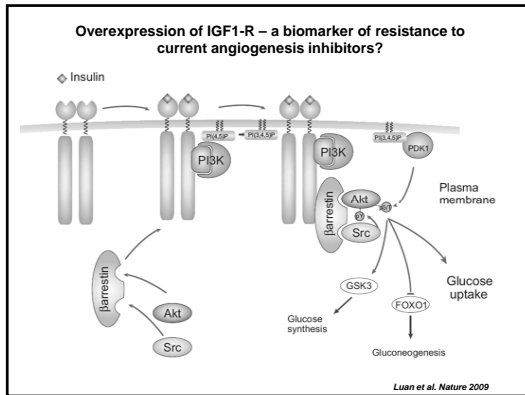 Overexpression of IGF1-R – a biomarker of resistance to
current angiogenesis inhibitors?
Insulin
PI(4,5)P
PI(3,4,5)P
PI(3,4,5)P
PI3K
PI3K
PDK1
Plasma
membrane
βarrestin
Akt
pS/T
pY
Src
βarrestin
Akt
Src
GSK3
FOXO1
Glucose
uptake
Glucose
synthesis
Gluconeogenesis
Luan et al. Nature 2009